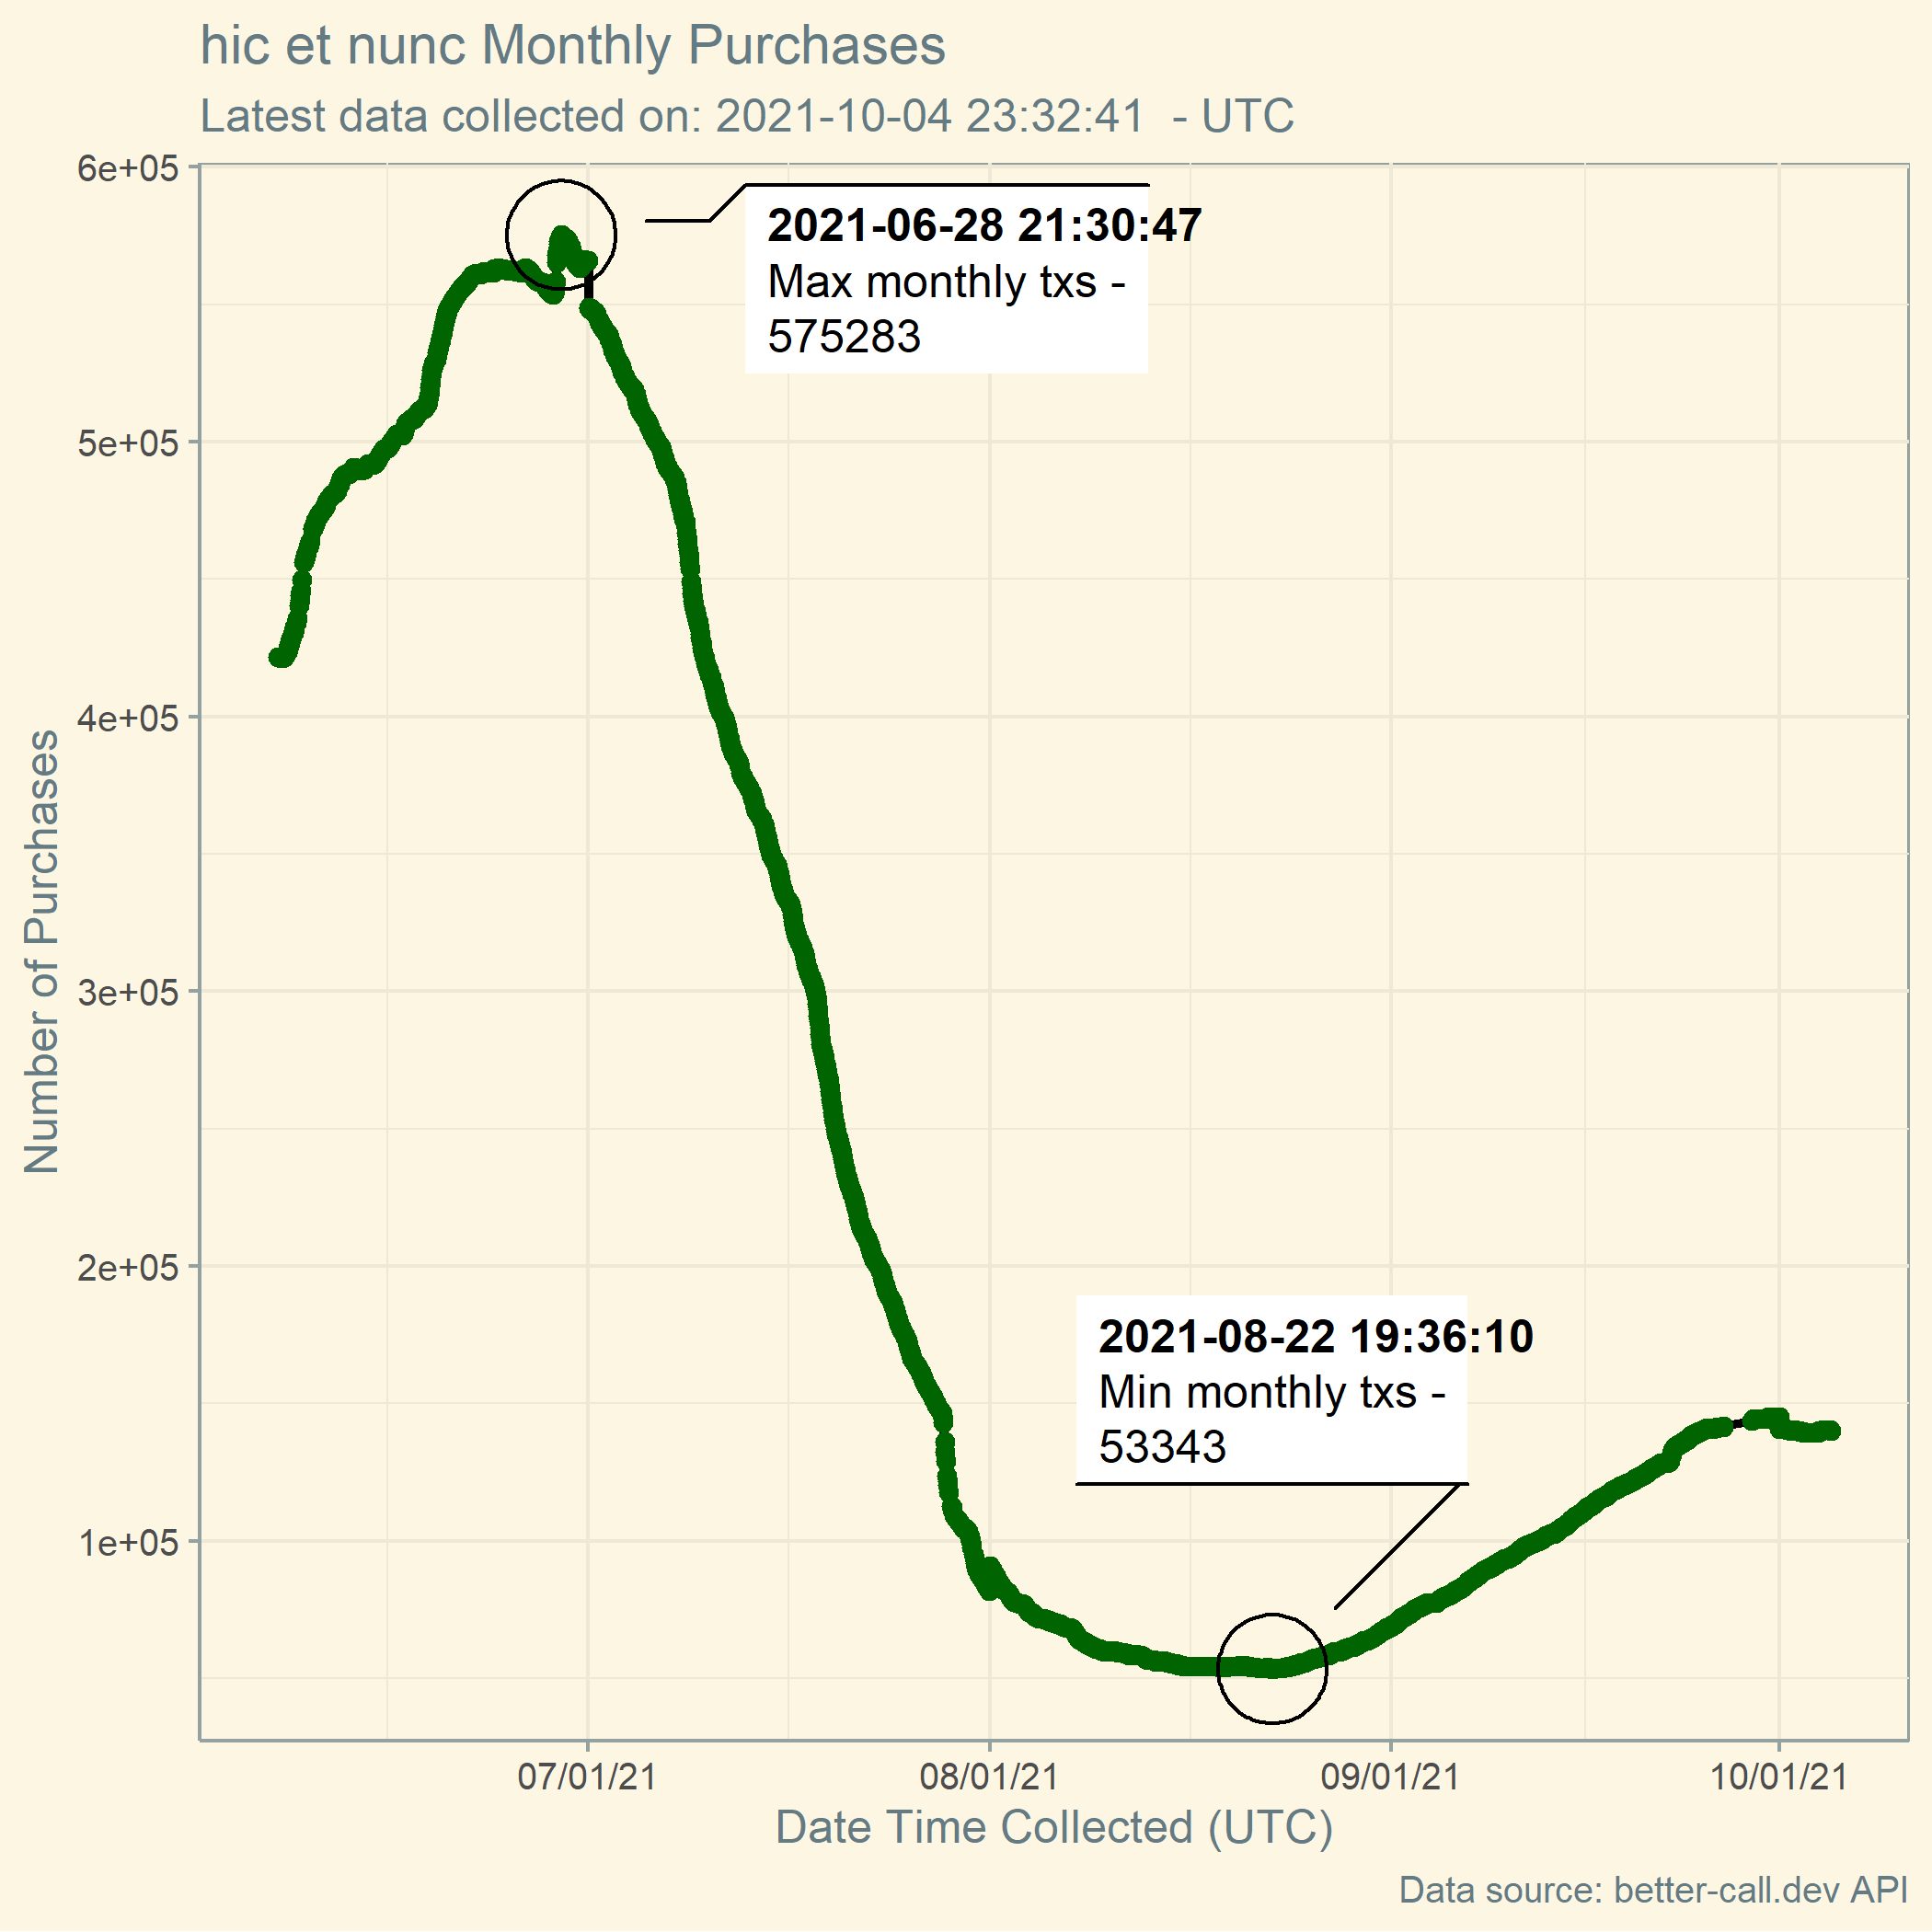 hic et nunc Monthly Purchases
Latest data collected on: 2021-10-04 23:32:41  - UTC
6e+05
5e+05
4e+05
3e+05
2e+05
1e+05
Number of Purchases
2021-06-28 21:30:47
Max monthly txs -
575283
2021-08-22 19:36:10
Min monthly txs -
53343
07/01/21
08/01/21
09/01/21
10/01/21
Date Time Collected (UTC)
Data source: better-call.dev API